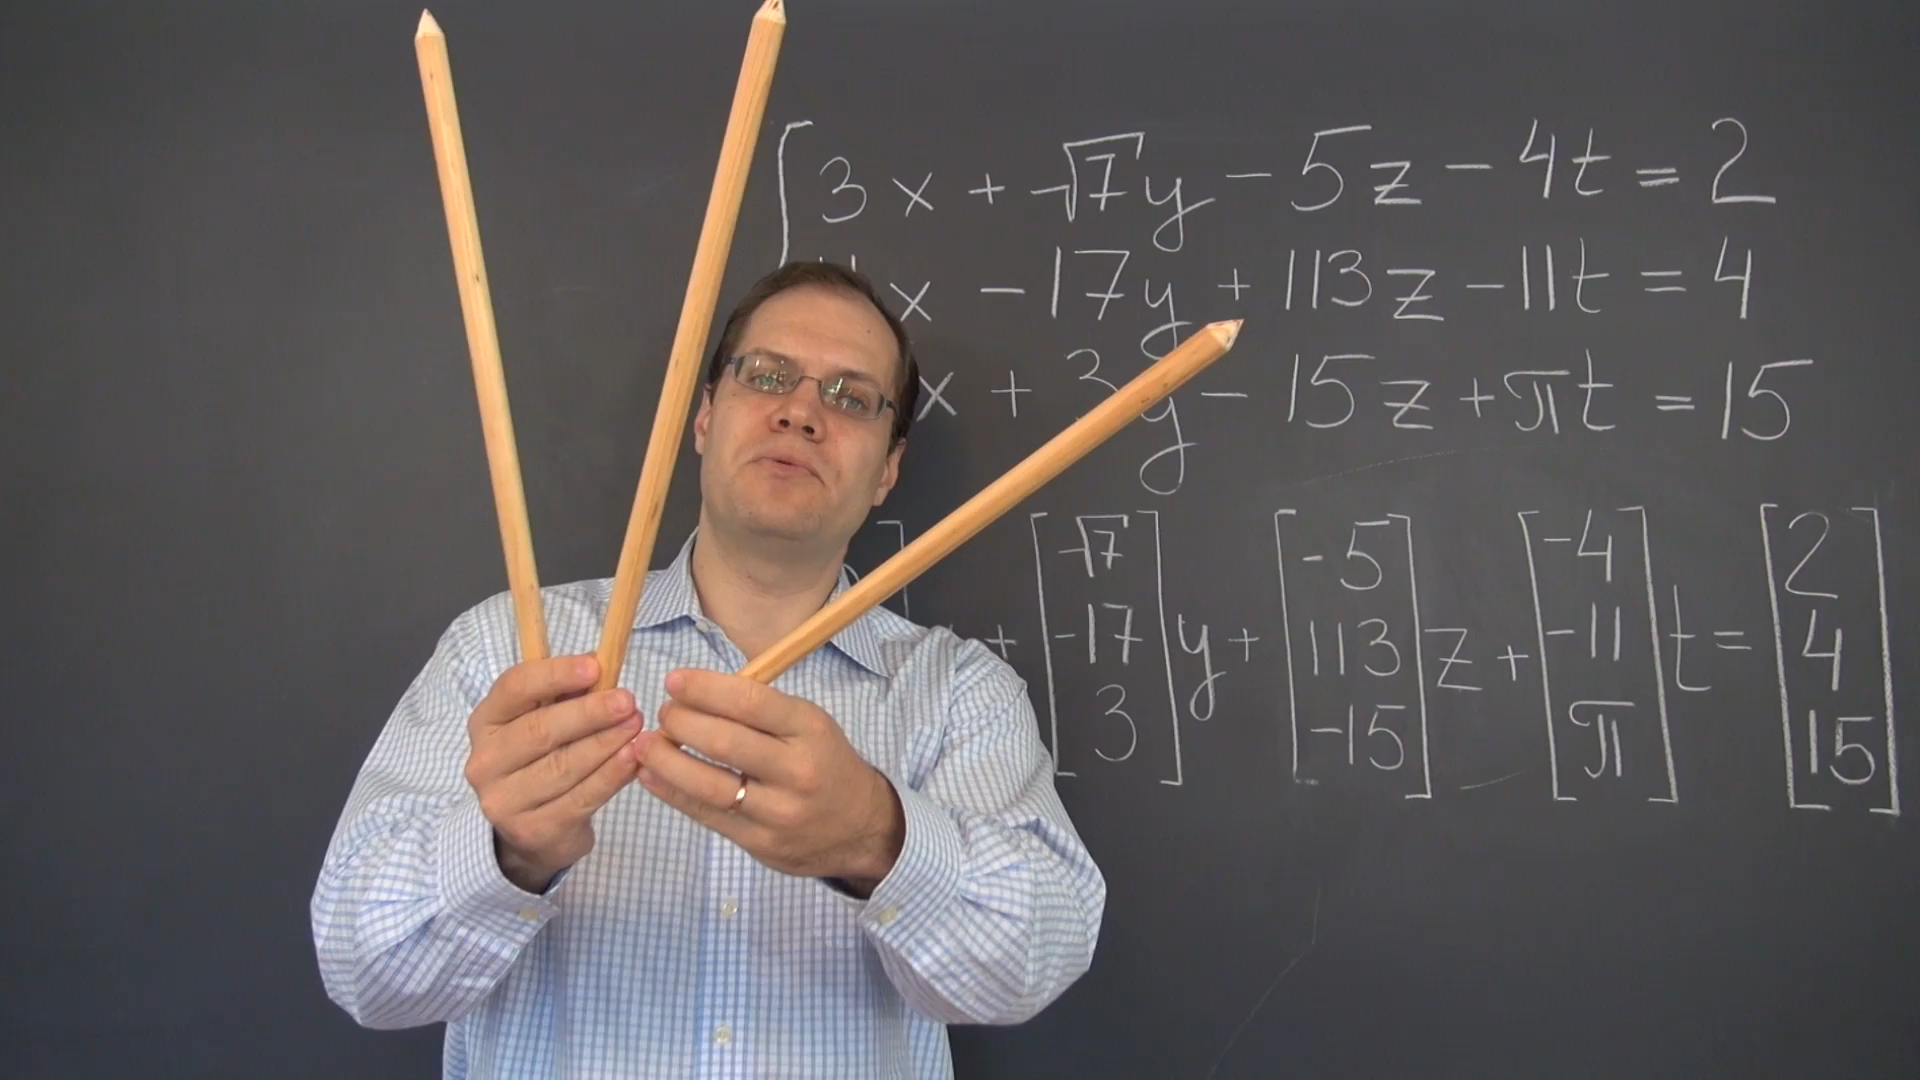 3x + √7y - 5z - 4t = 2
x - 17y + 113z - 11t = 4
x + 3y - 15z + πt = 15
+ [√7 -17 3] y + [-5 113 -15] z + [-4 -11 π] t = [2 4 15]